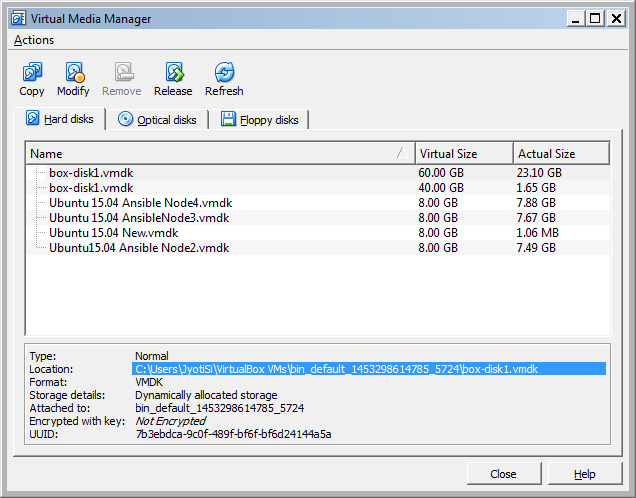 Virtual Media Manager
Actions
Copy Modify Remove Release Refresh
Hard disks Optical disks Floppy disks
Name Virtual Size Actual Size
box-disk1.vmdk 60.00 GB 23.10 GB
box-disk1.vmdk 40.00 GB 1.65 GB
Ubuntu 15.04 Ansible Node4.vmdk 8.00 GB 7.88 GB
Ubuntu 15.04 AnsibleNode3.vmdk 8.00 GB 7.67 GB
Ubuntu 15.04 New.vmdk 8.00 GB 1.06 MB
Ubuntu15.04 Ansible Node2.vmdk 8.00 GB 7.49 GB
Type: Normal
Location: C:\Users\JyotiSi\VirtualBox VMs\bin_default_1453298614785_5724\box-disk1.vmdk
Format: VMDK
Storage details: Dynamically allocated storage
Attached to: bin_default_1453298614785_5724
Encrypted with key: Not Encrypted
UUID: 7b3ebdca-9c0f-489f-bf6f-bf6d24144a5a
Close Help